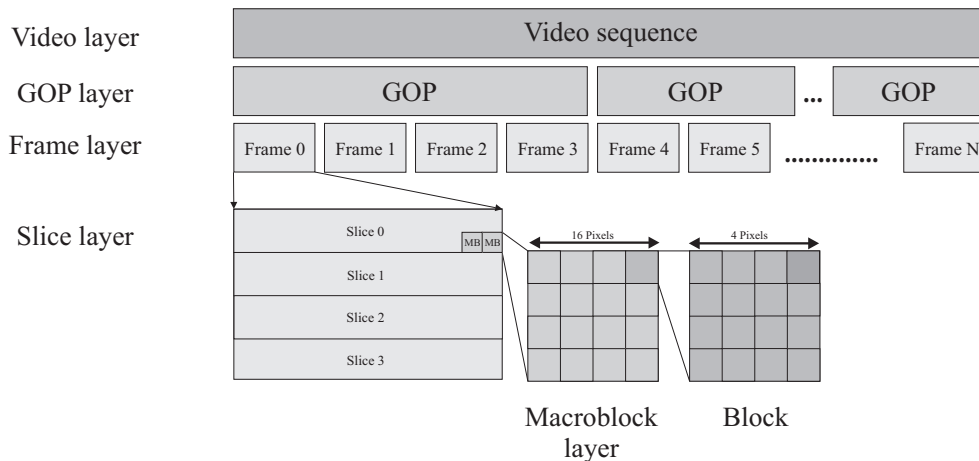 Video layer
Video sequence
GOP layer
GOP
GOP
...
GOP
Frame layer
Frame 0
Frame 1
Frame 2
Frame 3
Frame 4
Frame 5
..............
Frame N
Slice layer
Slice 0
MB
MB
Slice 1
Slice 2
Slice 3
16 Pixels
4 Pixels
Macroblock
layer
Block